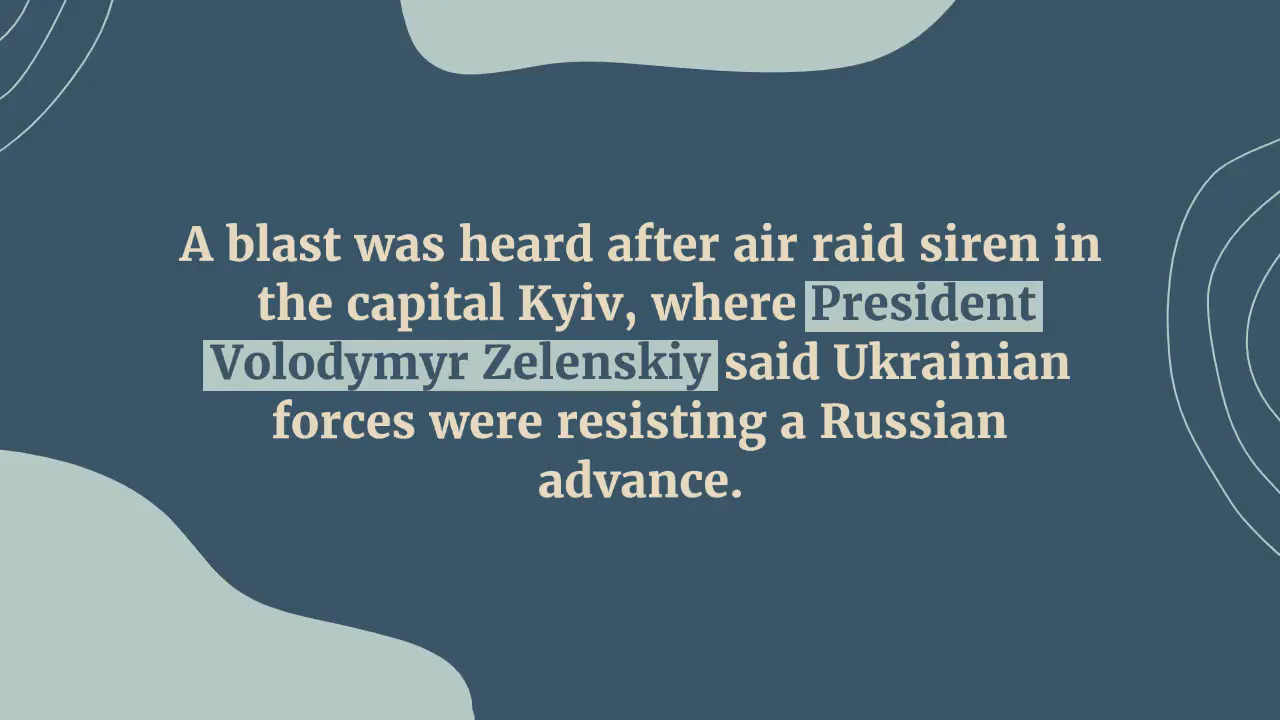 A blast was heard after air raid siren in
the capital Kyiv, where President
Volodymyr Zelenskiy said Ukrainian
forces were resisting a Russian
advance.